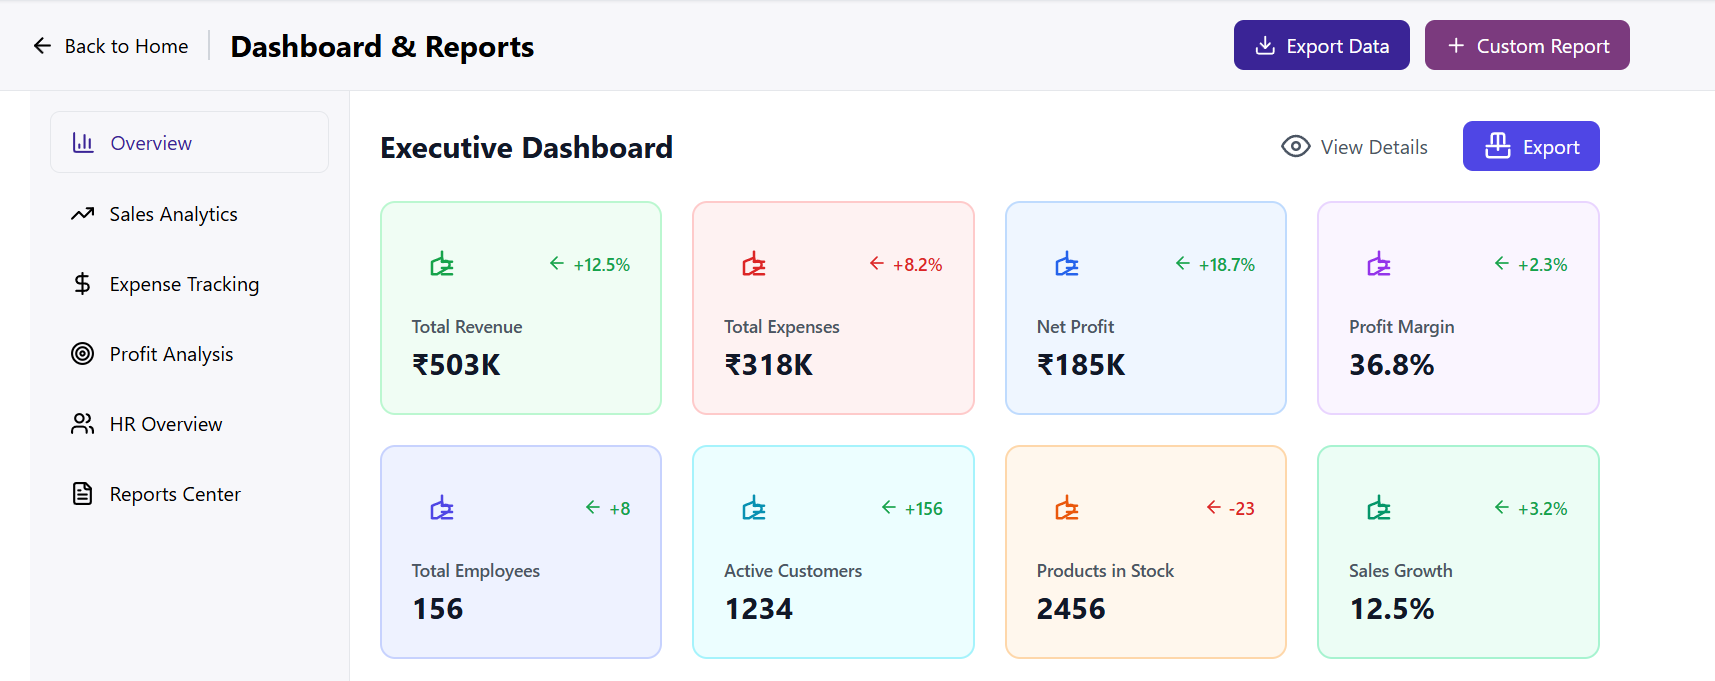 Back to Home
Dashboard & Reports
Export Data
Custom Report
Overview
Sales Analytics
Expense Tracking
Profit Analysis
HR Overview
Reports Center
Executive Dashboard
View Details
Export
+12.5%
Total Revenue
₹503K
+8.2%
Total Expenses
₹318K
+18.7%
Net Profit
₹185K
+2.3%
Profit Margin
36.8%
+8
Total Employees
156
+156
Active Customers
1234
-23
Products in Stock
2456
+3.2%
Sales Growth
12.5%